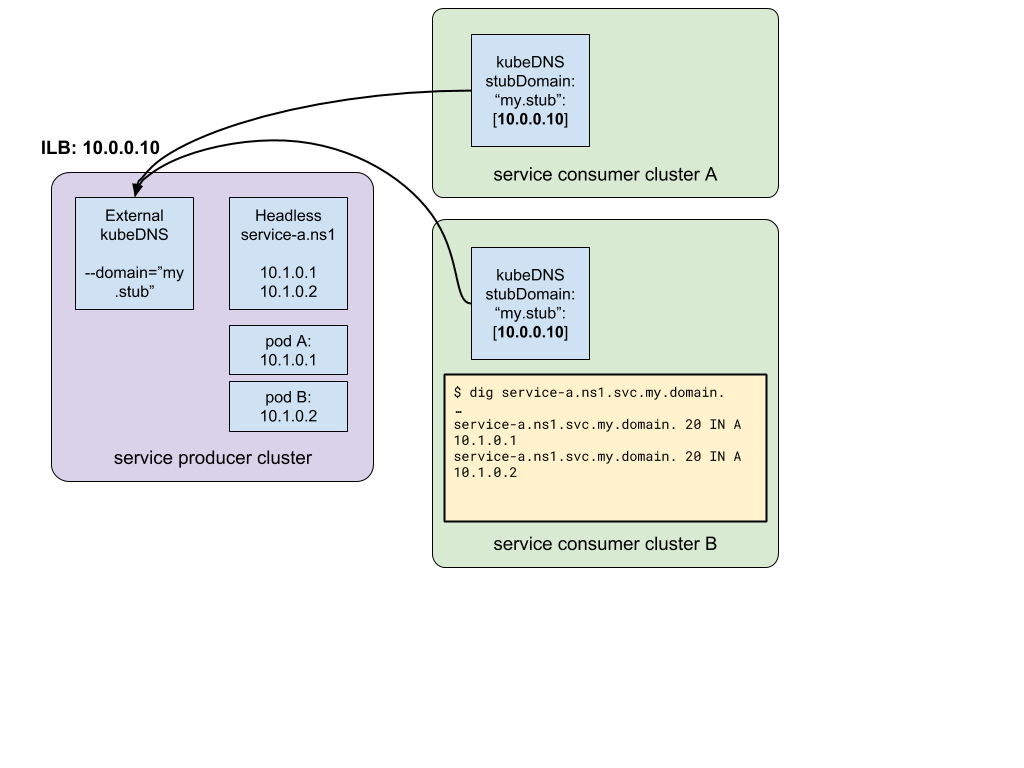 kubeDNS
stubDomain:
“my.stub”:
[10.0.0.10]
service consumer cluster A
ILB: 10.0.0.10
External
kubeDNS
--domain=”my
.stub”
Headless
service-a.ns1
10.1.0.1
10.1.0.2
pod A:
10.1.0.1
pod B:
10.1.0.2
service producer cluster
kubeDNS
stubDomain:
“my.stub”:
[10.0.0.10]
$ dig service-a.ns1.svc.my.domain.
…
service-a.ns1.svc.my.domain. 20 IN A
10.1.0.1
service-a.ns1.svc.my.domain. 20 IN A
10.1.0.2
service consumer cluster B